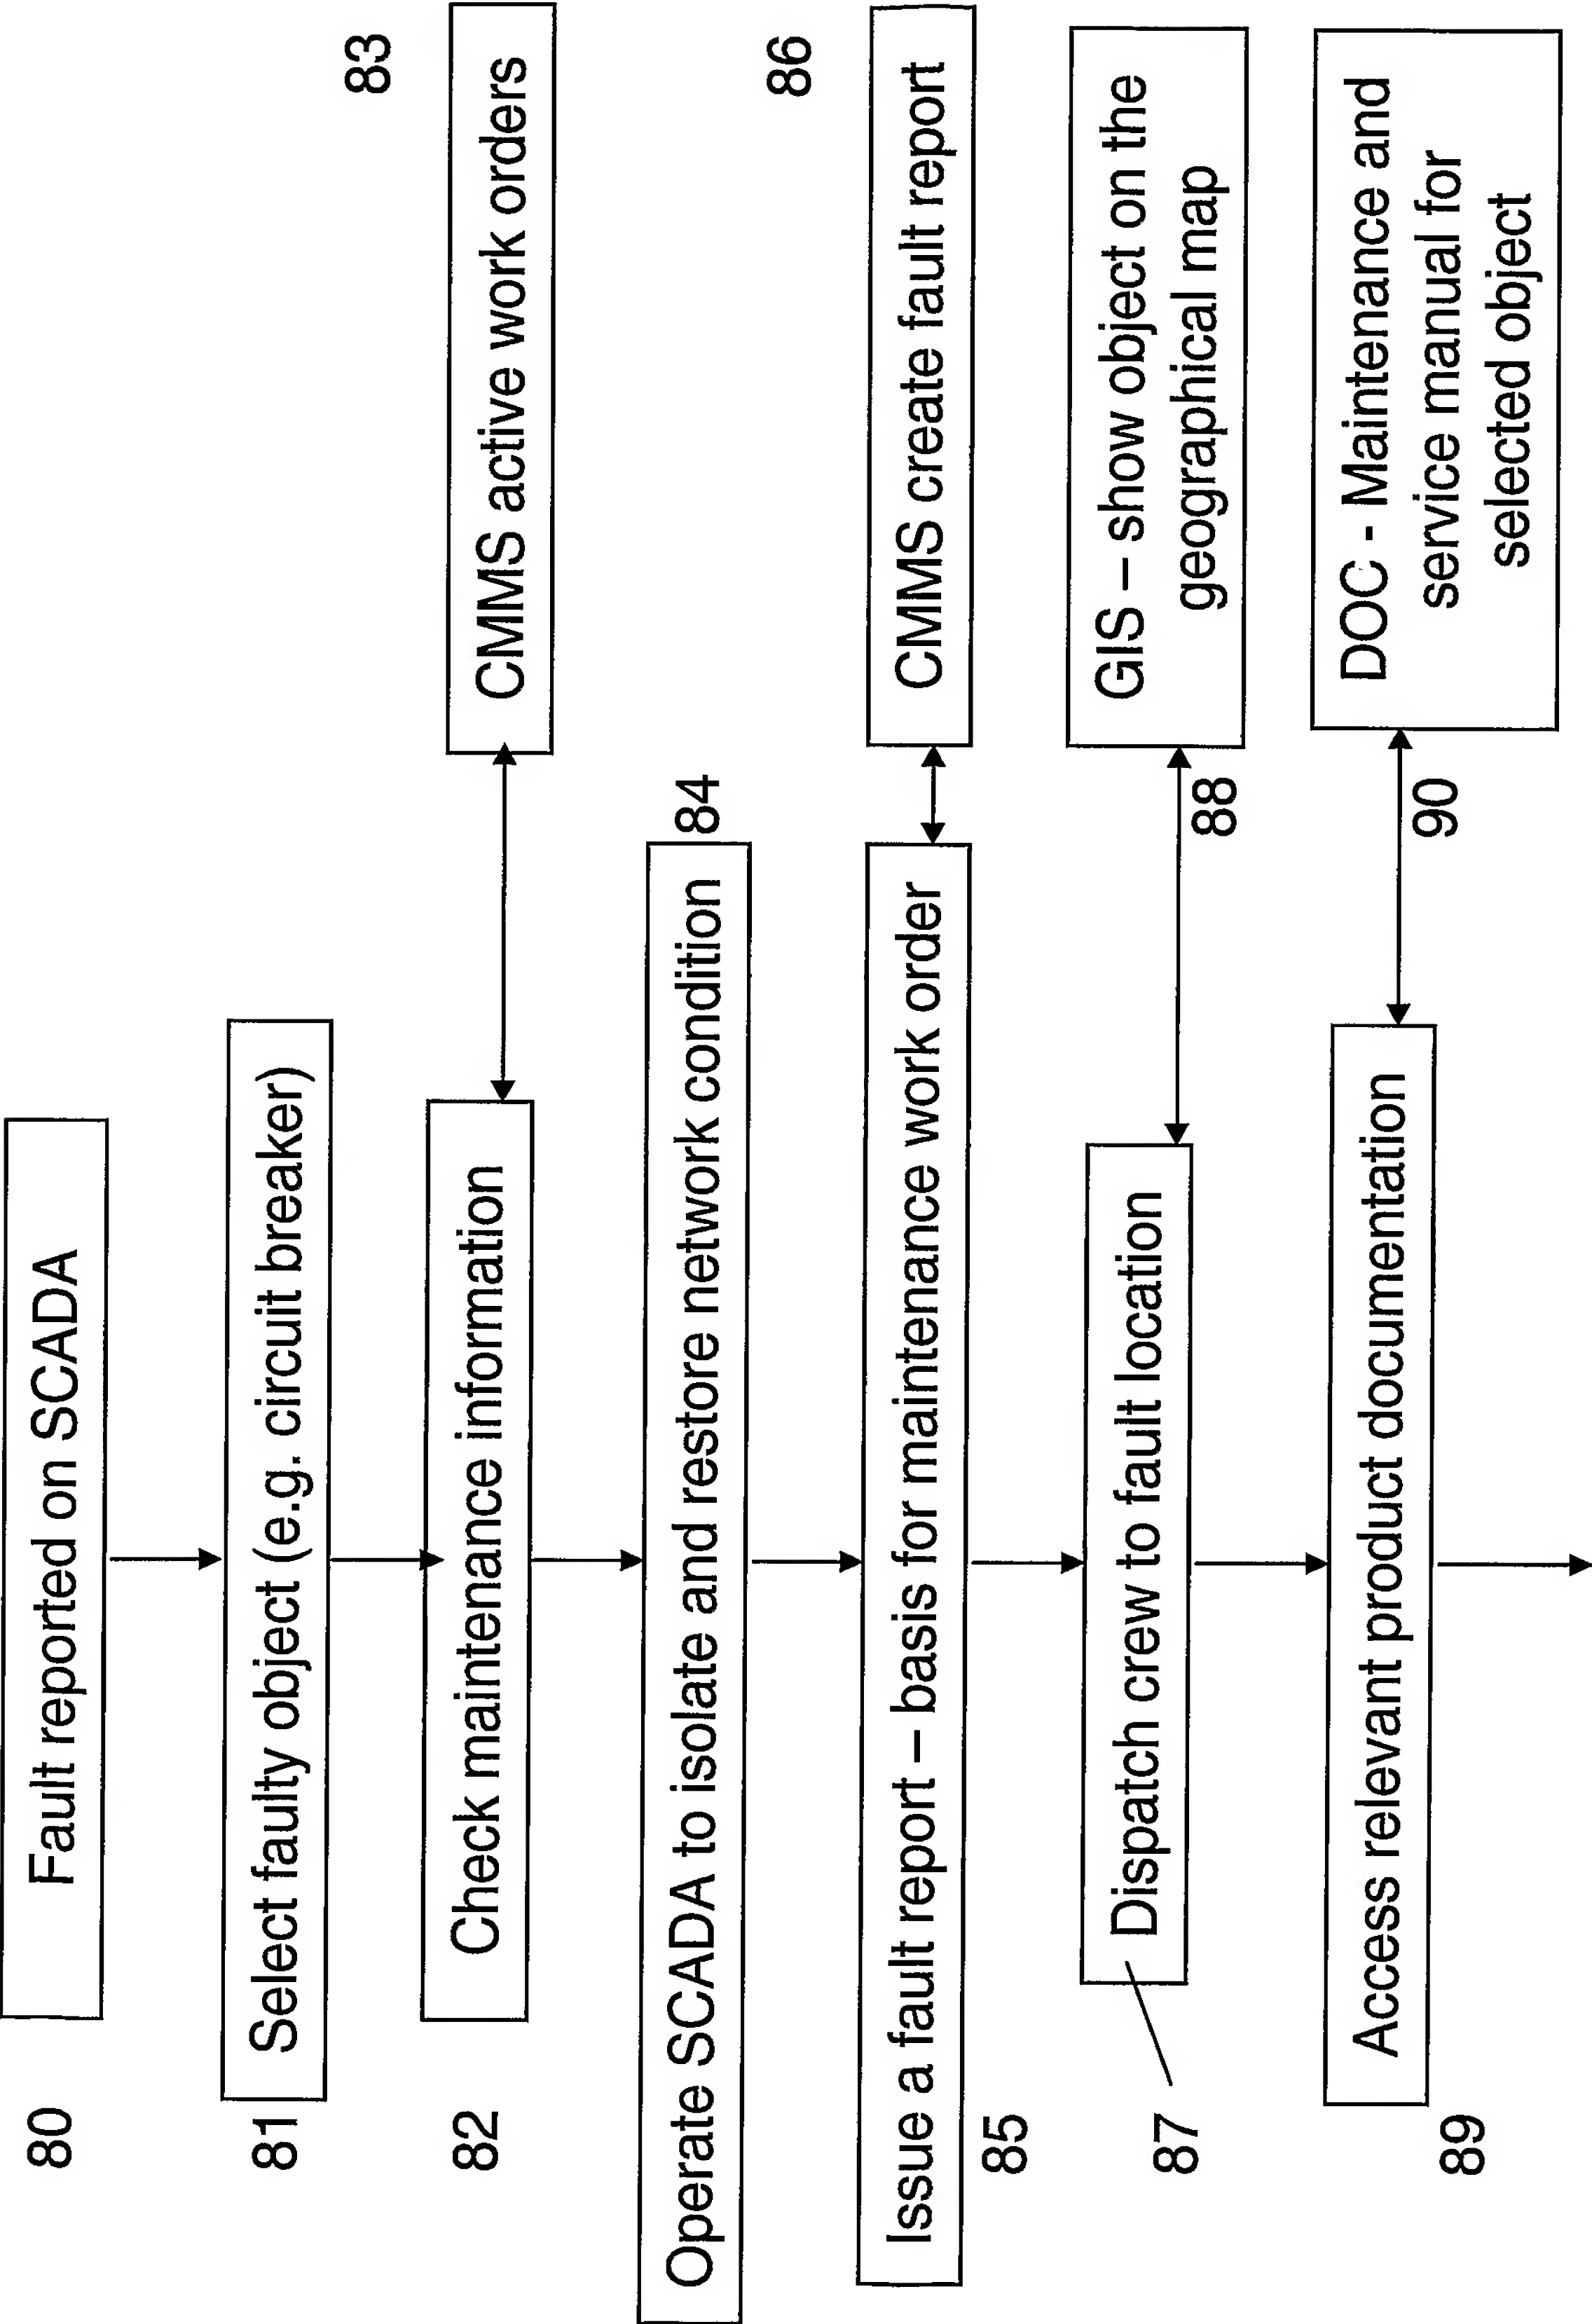 80
Fault reported on SCADA
81
Select faulty object (e.g. circuit breaker)
82
Check maintenance information
83
CMMS active work orders
Operate SCADA to isolate and restore network condition
84
Issue a fault report – basis for maintenance work order
85
86
CMMS create fault report
87
Dispatch crew to fault location
88
GIS – show object on the
geographical map
89
Access relevant product documentation
90
DOC - Maintenance and
service manual for
selected object